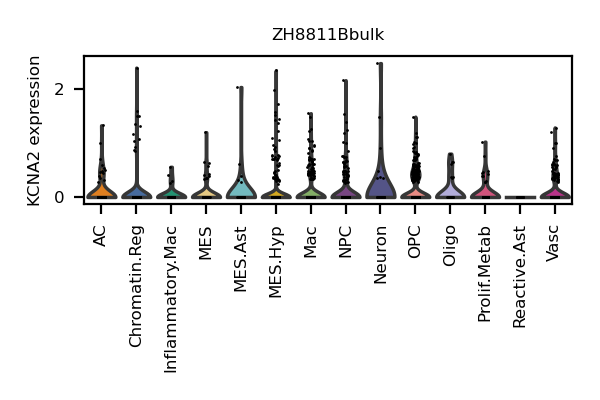 ZH8811Bbulk
KCNA2 expression
2
0
AC
Chromatin.Reg
Inflammatory.Mac
MES
MES.Ast
MES.Hyp
Mac
NPC
Neuron
OPC
Oligo
Prolif.Metab
Reactive.Ast
Vasc